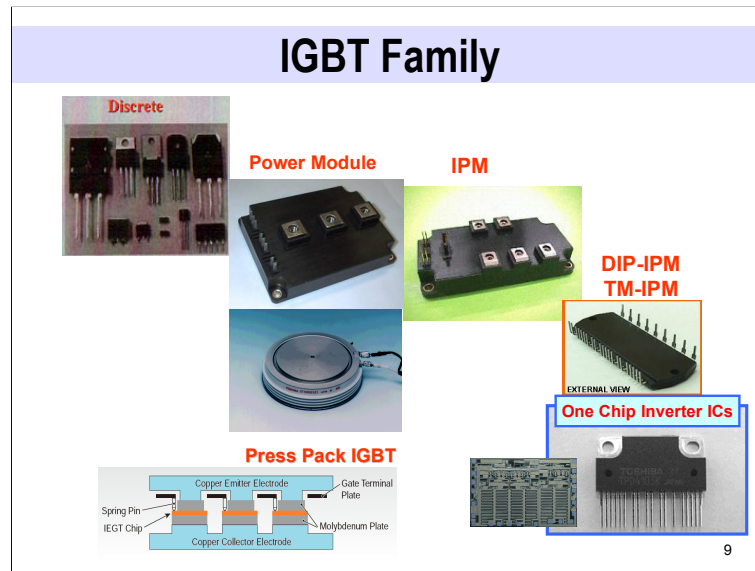 IGBT Family
Discrete
Power Module
IPM
DIP-IPM
TM-IPM
EXTERNAL VIEW
One Chip Inverter ICs
TOSHIBA
Press Pack IGBT
Copper Emitter Electrode
Gate Terminal
Plate
Spring Pin
IEGT Chip
Molybdenum Plate
Copper Collector Electrode
9